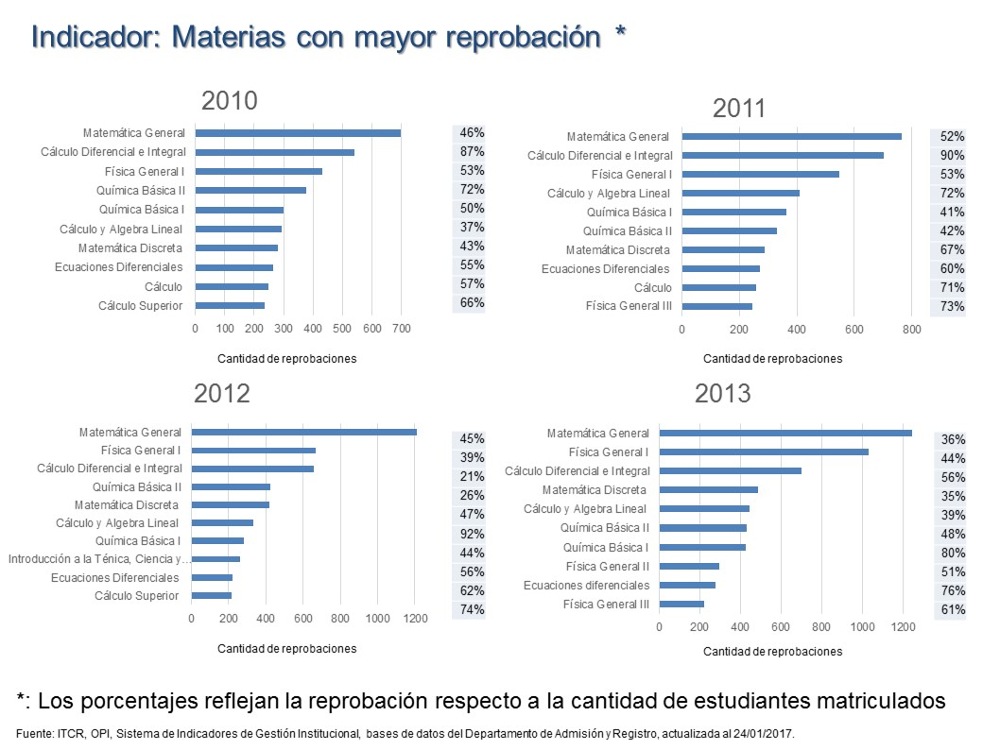 Indicador: Materias con mayor reprobación *
2010
Matemática General 46%
Cálculo Diferencial e Integral 87%
Física General I 53%
Química Básica II 72%
Química Básica I 50%
Cálculo y Algebra Lineal 37%
Matemática Discreta 43%
Ecuaciones Diferenciales 55%
Cálculo 57%
Cálculo Superior 66%
0 100 200 300 400 500 600 700
Cantidad de reprobaciones
2011
Matemática General 52%
Cálculo Diferencial e Integral 90%
Física General I 53%
Cálculo y Algebra Lineal 72%
Química Básica I 41%
Química Básica II 42%
Matemática Discreta 67%
Ecuaciones Diferenciales 60%
Cálculo 71%
Física General III 73%
0 200 400 600 800
Cantidad de reprobaciones
2012
Matemática General 45%
Física General I 39%
Cálculo Diferencial e Integral 21%
Química Básica II 26%
Matemática Discreta 47%
Cálculo y Algebra Lineal 92%
Química Básica I 44%
Introducción a la Ténica, Ciencia y… 56%
Ecuaciones Diferenciales 62%
Cálculo Superior 74%
0 200 400 600 800 1000 1200
Cantidad de reprobaciones
2013
Matemática General 36%
Física General I 44%
Cálculo Diferencial e Integral 56%
Matemática Discreta 35%
Cálculo y Algebra Lineal 39%
Química Básica II 48%
Química Básica I 80%
Física General II 51%
Ecuaciones diferenciales 76%
Física General III 61%
0 200 400 600 800 1000 1200
Cantidad de reprobaciones
*: Los porcentajes reflejan la reprobación respecto a la cantidad de estudiantes matriculados
Fuente: ITCR, OPI, Sistema de Indicadores de Gestión Institucional, bases de datos del Departamento de Admisión y Registro, actualizada al 24/01/2017.